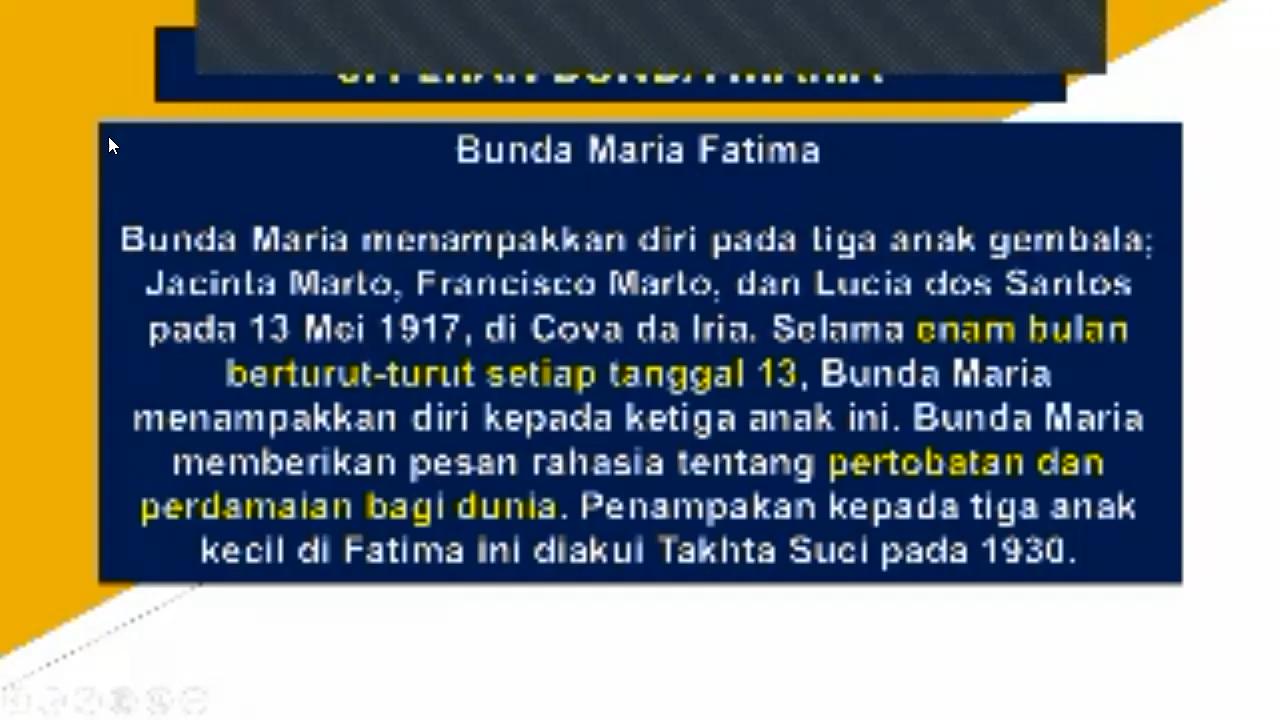 Bunda Maria Fatima
Bunda Maria menampakkan diri pada tiga anak gembala;
Jacinta Marto, Francisco Marto, dan Lucia dos Santos
pada 13 Mei 1917, di Cova da Iria. Selama enam bulan
berturut-turut setiap tanggal 13, Bunda Maria
menampakkan diri kepada ketiga anak ini. Bunda Maria
memberikan pesan rahasia tentang pertobatan dan
perdamaian bagi dunia. Penampakan kepada tiga anak
kecil di Fatima ini diakui Takhta Suci pada 1930.